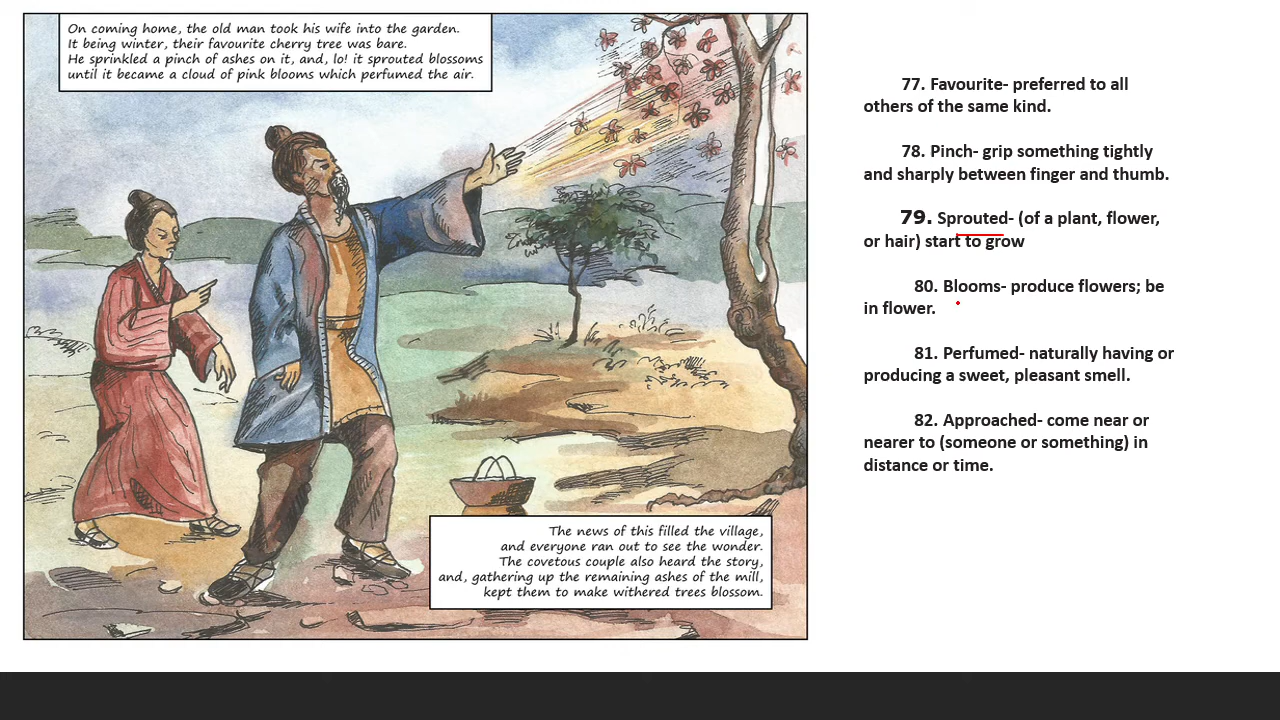 On coming home, the old man took his wife into the garden.
It being winter, their favourite cherry tree was bare.
He sprinkled a pinch of ashes on it, and, lo! it sprouted blossoms
until it became a cloud of pink blooms which perfumed the air.
The news of this filled the village,
and everyone ran out to see the wonder.
The covetous couple also heard the story,
and, gathering up the remaining ashes of the mill,
kept them to make withered trees blossom.
77. Favourite- preferred to all
others of the same kind.
78. Pinch- grip something tightly
and sharply between finger and thumb.
79. Sprouted- (of a plant, flower,
or hair) start to grow
80. Blooms- produce flowers; be
in flower.
81. Perfumed- naturally having or
producing a sweet, pleasant smell.
82. Approached- come near or
nearer to (someone or something) in
distance or time.